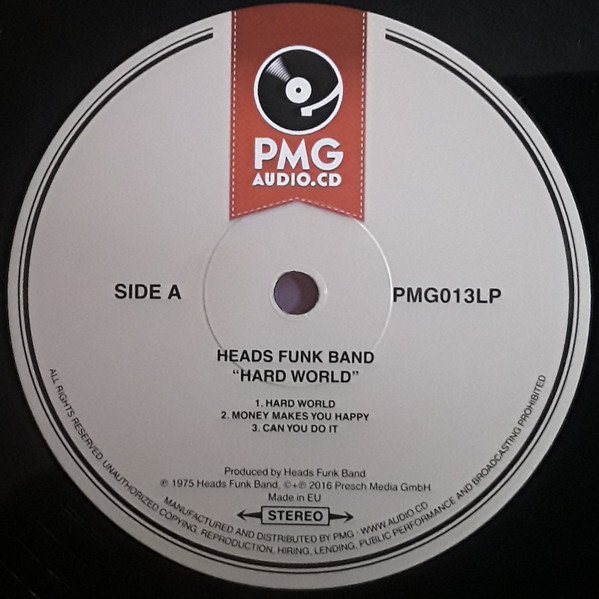 PMG
AUDIO.CD
SIDE A
PMG013LP
HEADS FUNK BAND
“HARD WORLD”
1. HARD WORLD
2. MONEY MAKES YOU HAPPY
3. CAN YOU DO IT
Produced by Heads Funk Band
℗ 1975 Heads Funk Band, ©+℗ 2016 Presch Media GmbH
Made in EU
STEREO
MANUFACTURED AND DISTRIBUTED BY PMG · WWW.AUDIO.CD
ALL RIGHTS RESERVED. UNAUTHORIZED COPYING, REPRODUCTION, HIRING, LENDING, PUBLIC PERFORMANCE AND BROADCASTING PROHIBITED